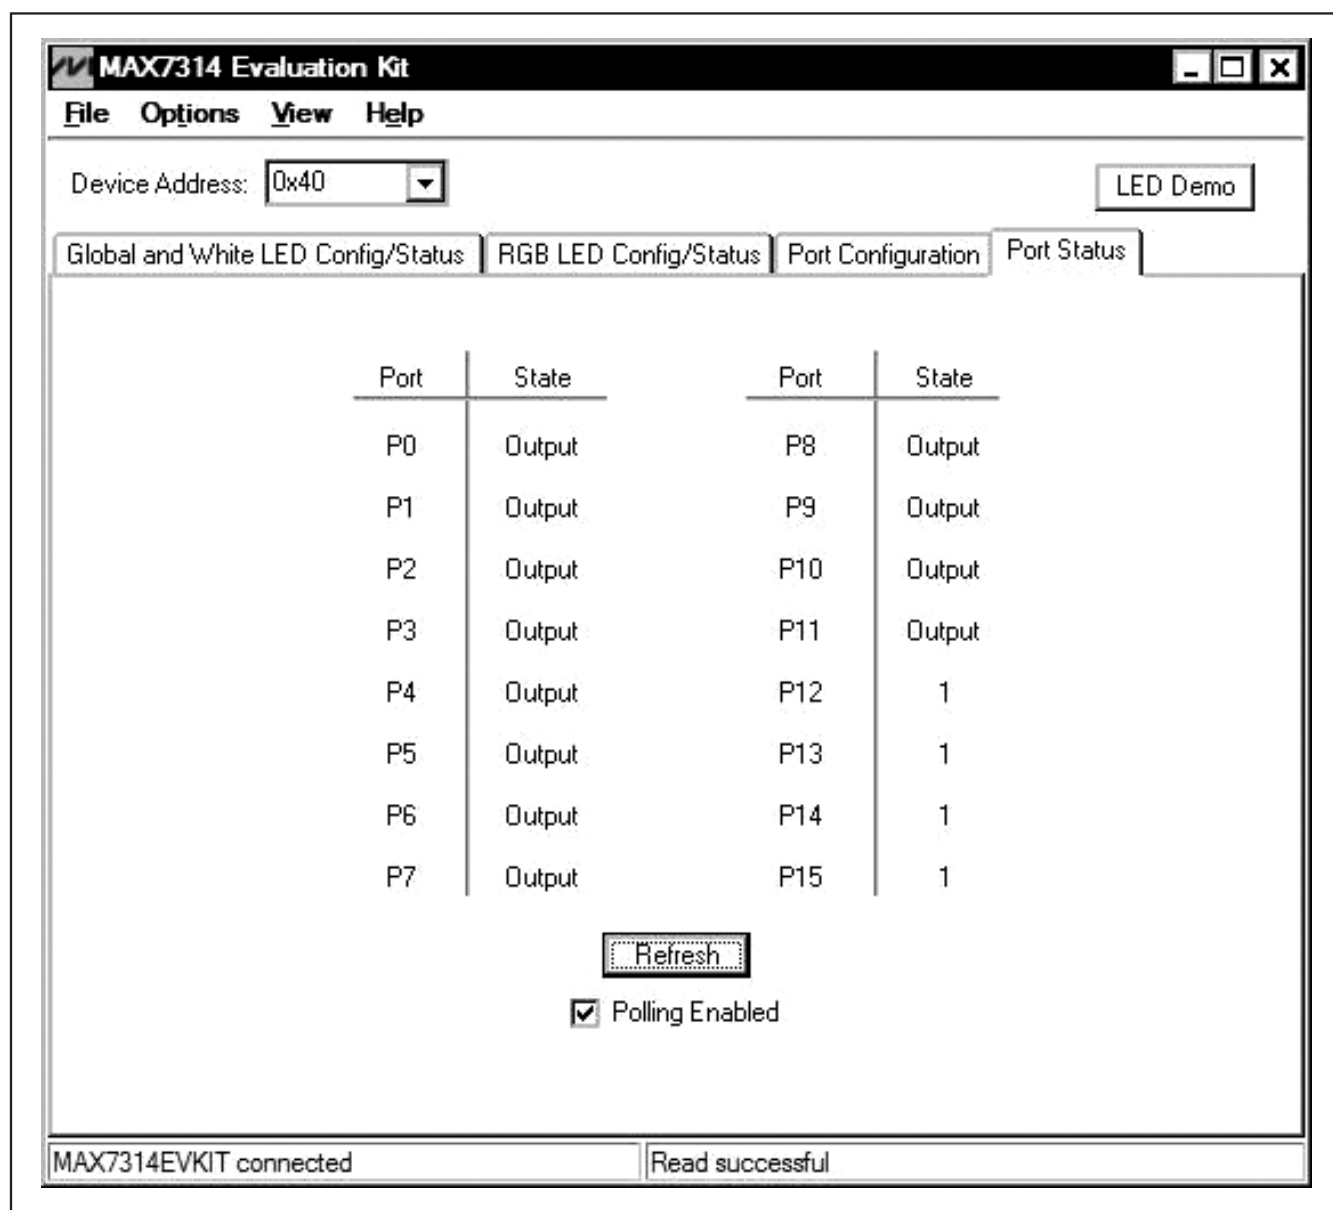 MAX7314 Evaluation Kit
File Options View Help
Device Address: 0x40 LED Demo
Global and White LED Config/Status RGB LED Config/Status Port Configuration Port Status
Port State Port State
P0 Output P8 Output
P1 Output P9 Output
P2 Output P10 Output
P3 Output P11 Output
P4 Output P12 1
P5 Output P13 1
P6 Output P14 1
P7 Output P15 1
Refresh
Polling Enabled
MAX7314EVKIT connected Read successful